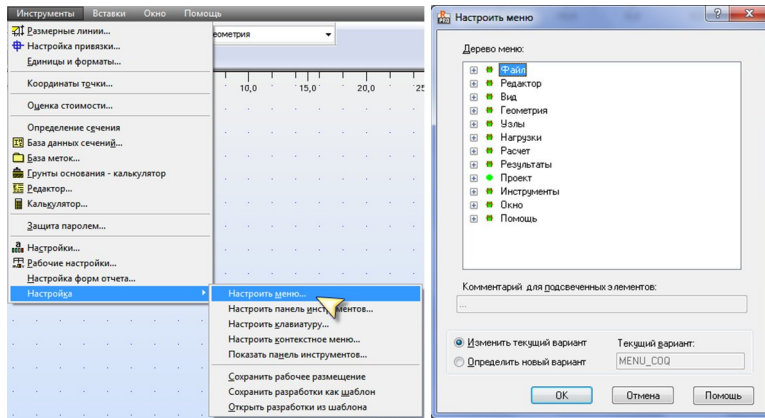 Инструменты Вставки Окно Помощь
Размерные линии...
Настройка привязки...
Единицы и форматы...
Координаты точки...
Оценка стоимости...
Определение сечения
База данных сечений...
База меток...
Грунты основания - калькулятор
Редактор...
Калькулятор...
Защита паролем...
Настройки...
Рабочие настройки...
Настройка форм отчета...
Настройка
еометрия
10,0 15,0 20,0 25
Настроить меню...
Настроить панель инструментов...
Настроить клавиатуру...
Настроить контекстное меню...
Показать панель инструментов...
Сохранить рабочее размещение
Сохранить разработки как шаблон
Открыть разработки из шаблона
Настроить меню
Дерево меню:
Файл
Редактор
Вид
Геометрия
Узлы
Нагрузки
Расчет
Результаты
Проект
Инструменты
Окно
Помощь
Комментарий для подсвеченных элементов:
...
Изменить текущий вариант Текущий вариант:
Определить новый вариант MENU_COQ
OK Отмена Помощь